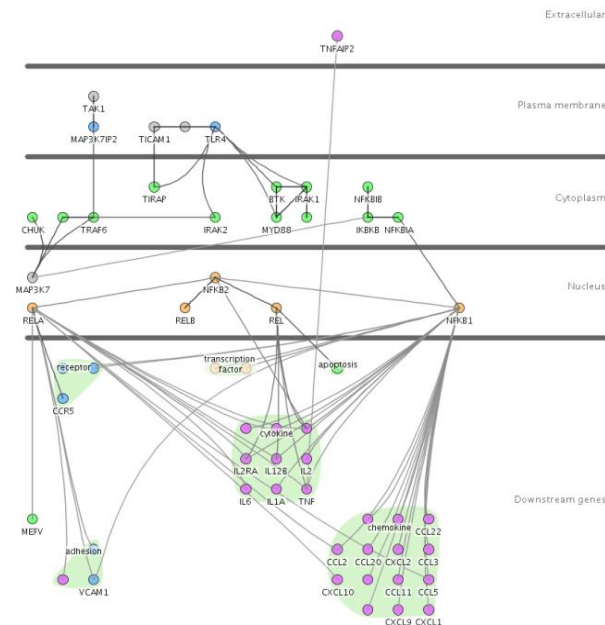 Extracellular
TNFAIP2
TAK1
Plasma membrane
MAP3K7IP2
TICAM1
TLR4
TIRAP
BTK
IRAK1
NFKBIB
Cytoplasm
CHUK
TRAF6
IRAK2
MYD88
IKBKB
NFKBIA
MAP3K7
NFKB2
Nucleus
RELA
RELB
REL
NFKB1
receptor
transcription
factor
apoptosis
CCR5
cytokine
IL2RA
IL12B
IL2
IL6
IL1A
TNF
Downstream genes
MEFV
chemokine
CCL22
adhesion
CCL2
CCL20
CXCL2
CCL3
VCAM1
CXCL10
CCL11
CCL5
CXCL9
CXCL1